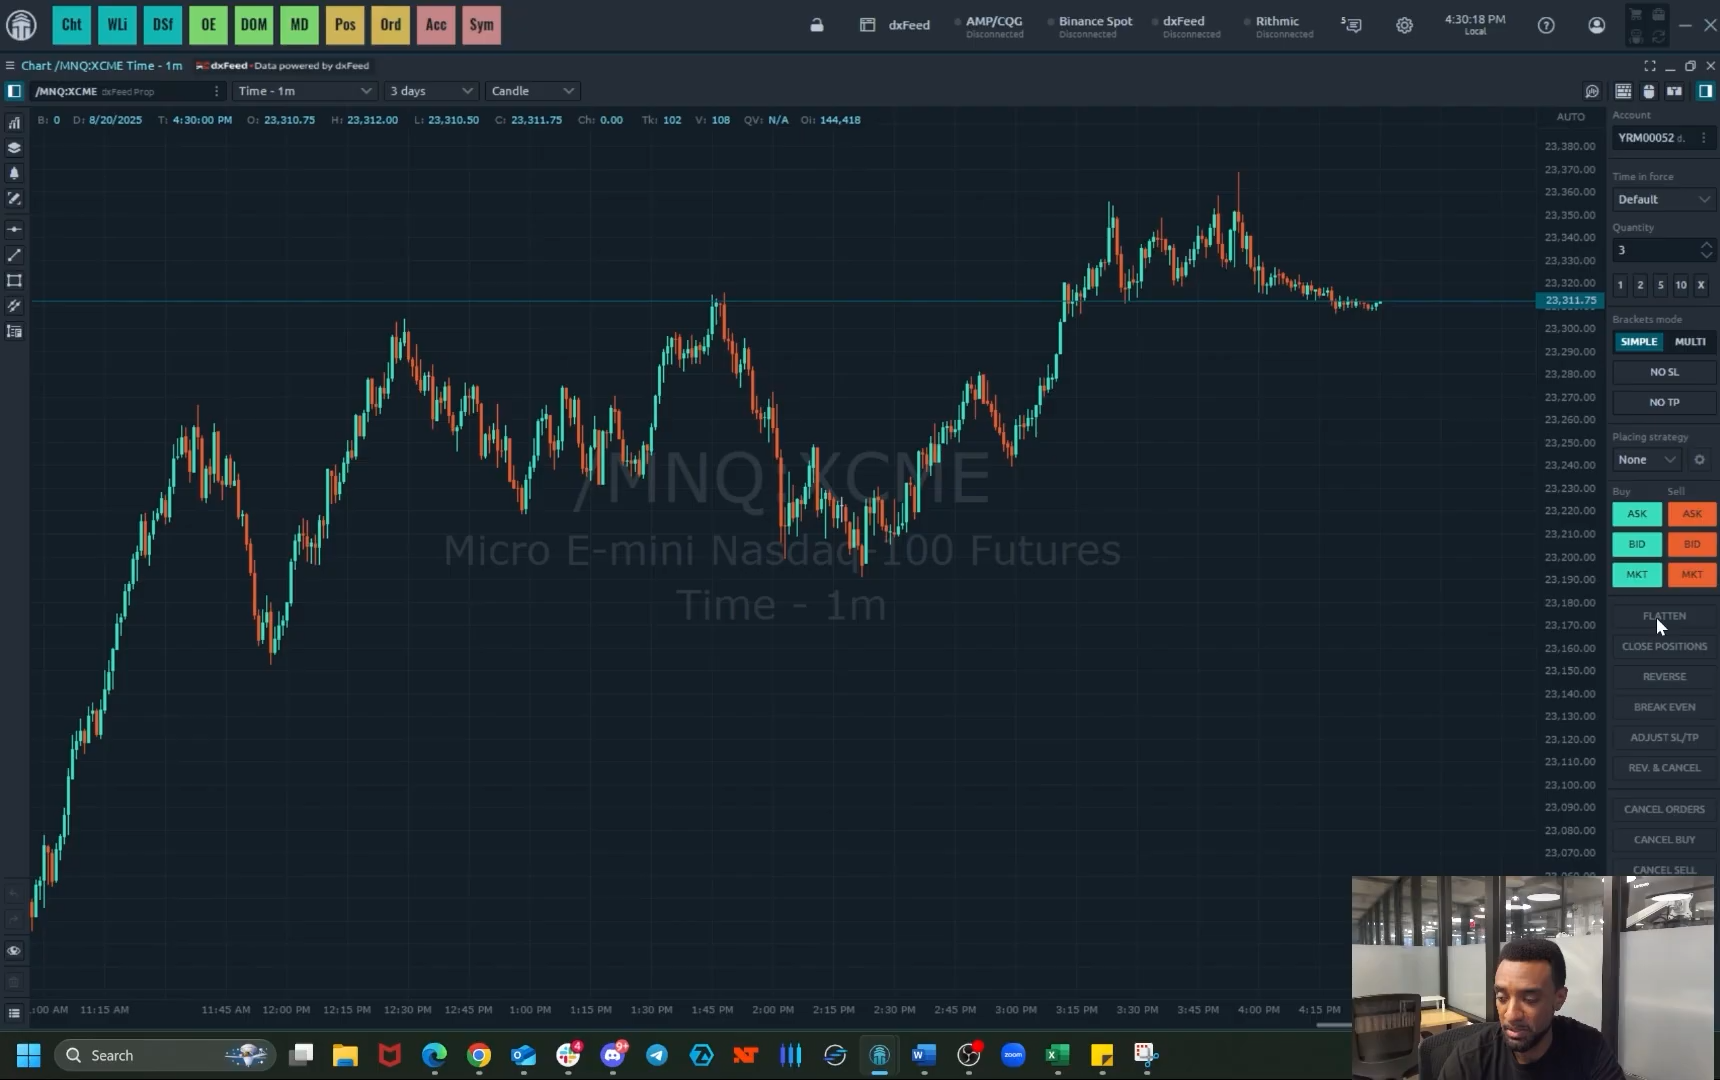 Cht WLi DSf OE DOM MD Pos Ord Acc Sym
dxFeed
AMP/CQG
Disconnected
Binance Spot
Disconnected
dxFeed
Disconnected
Rithmic
Disconnected
4:30:18 PM
Local
Chart /MNQ:XCME Time - 1m
dxFeed • Data powered by dxFeed
/MNQ:XCME dxFeed Prop
Time - 1m
3 days
Candle
B: 0 D: 8/20/2025 T: 4:30:00 PM O: 23,310.75 H: 23,312.00 L: 23,310.50 C: 23,311.75 Ch: 0.00 Tk: 102 V: 108 QV: N/A OI: 144,418
AUTO
23,380.00
23,370.00
23,360.00
23,350.00
23,340.00
23,330.00
23,320.00
23,311.75
23,300.00
23,290.00
23,280.00
23,270.00
23,260.00
23,250.00
23,240.00
23,230.00
23,220.00
23,210.00
23,200.00
23,190.00
23,180.00
23,170.00
23,160.00
23,150.00
23,140.00
23,130.00
23,120.00
23,110.00
23,100.00
23,090.00
23,080.00
23,070.00
/MNQ:XCME
Micro E-mini Nasdaq-100 Futures
Time - 1m
Account
YRM00052 d.
Time in force
Default
Quantity
3
1 2 5 10 X
Brackets mode
SIMPLE MULTI
NO SL
NO TP
Placing strategy
None
Buy Sell
ASK ASK
BID BID
MKT MKT
FLATTEN
CLOSE POSITIONS
REVERSE
BREAK EVEN
ADJUST SL/TP
REV. & CANCEL
CANCEL ORDERS
CANCEL BUY
CANCEL SELL
:00 AM 11:15 AM 11:45 AM 12:00 PM 12:15 PM 12:30 PM 12:45 PM 1:00 PM 1:15 PM 1:30 PM 1:45 PM 2:00 PM 2:15 PM 2:30 PM 2:45 PM 3:00 PM 3:15 PM 3:30 PM 3:45 PM 4:00 PM 4:15 PM
Search
4
9+
zoom